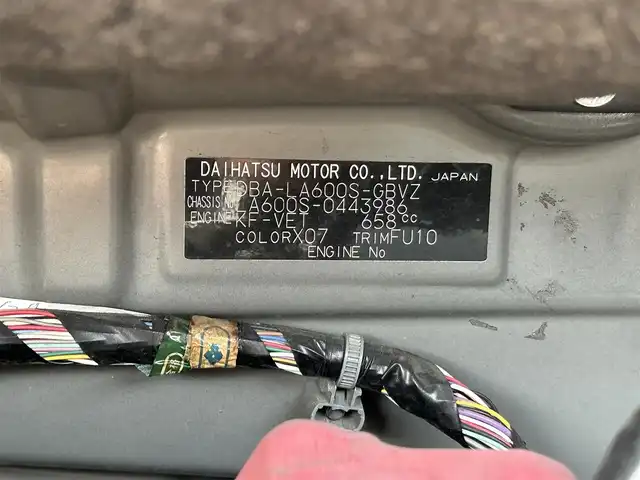 DAIHATSU MOTOR CO.,LTD. JAPAN
TYPE DBA-LA600S-GBVZ
CHASSIS No LA600S-0443986
ENGINE KF-VET 658cc
COLOR X07 TRIM FU10
ENGINE No